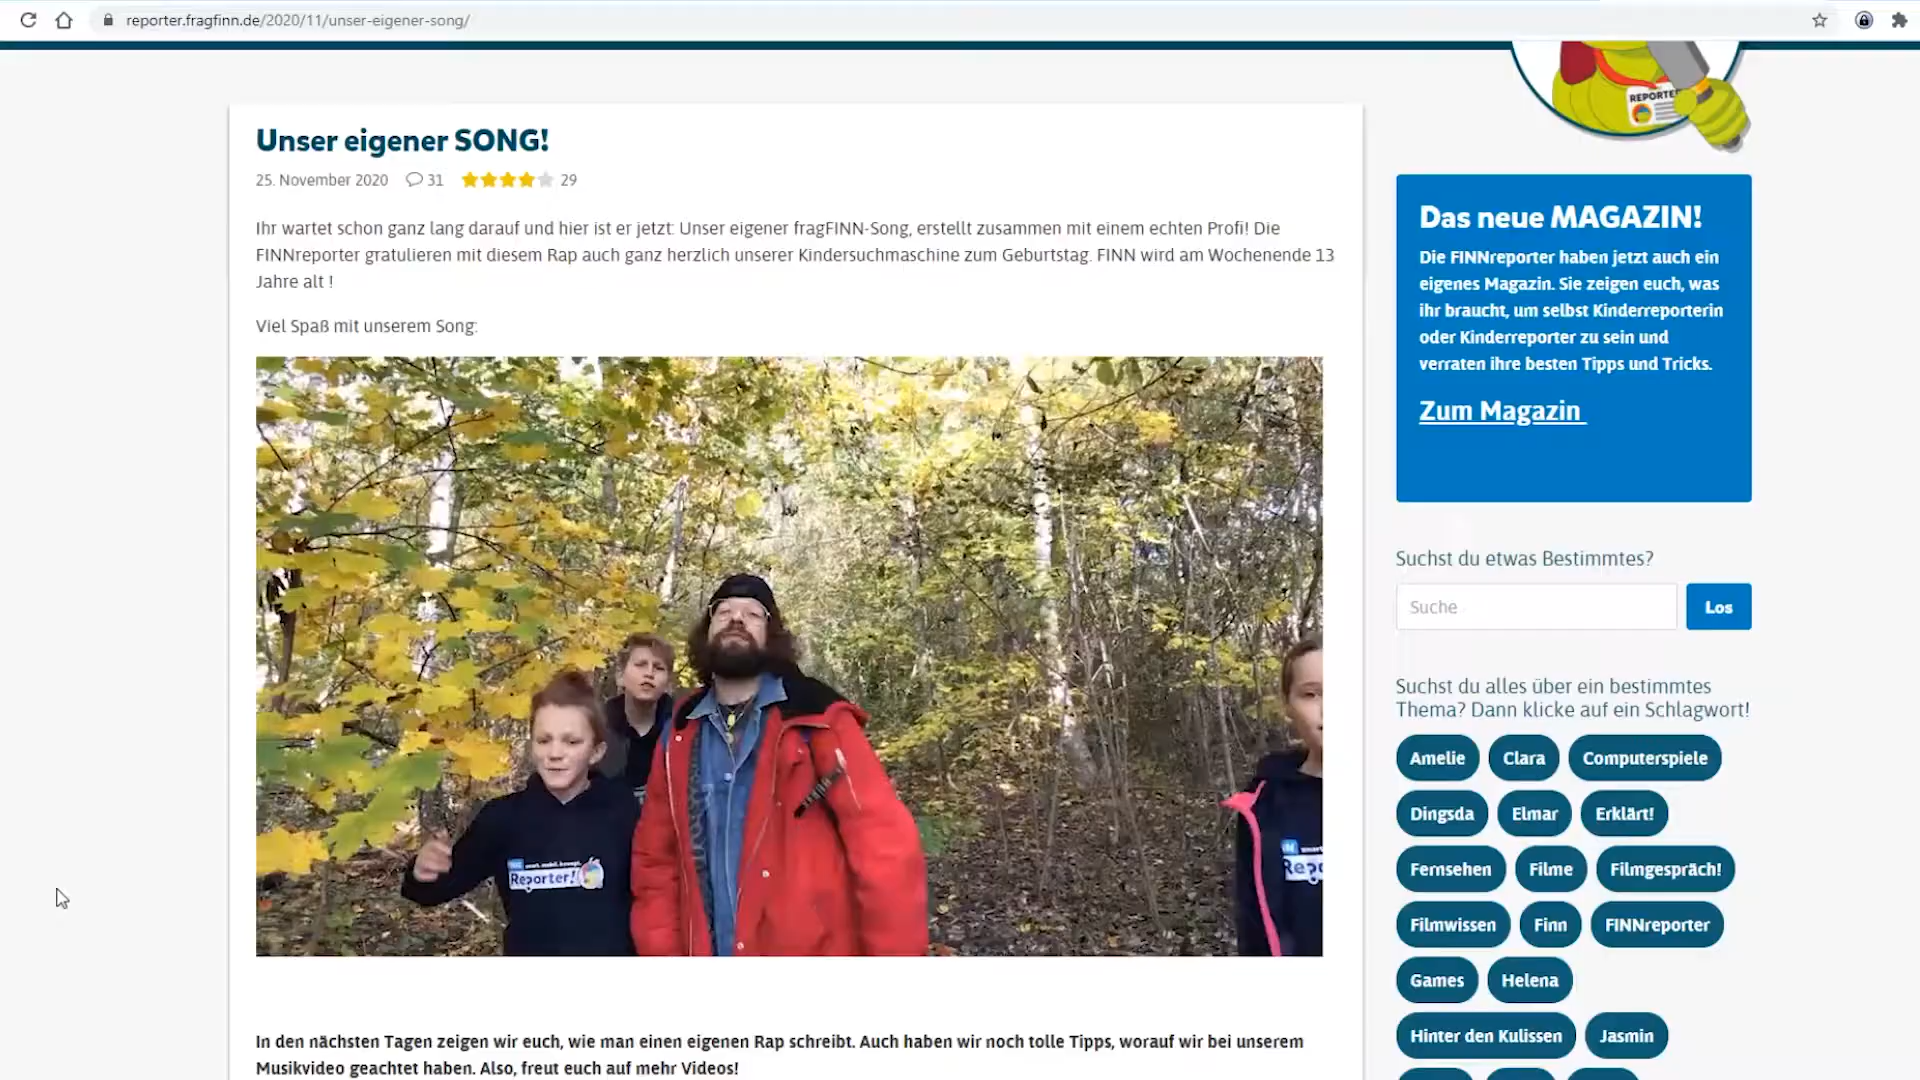 reporter.fragfinn.de/2020/11/unser-eigener-song/
REPORTER
Unser eigener SONG!
25. November 2020 31 29
Ihr wartet schon ganz lang darauf und hier ist er jetzt: Unser eigener fragFINN-Song, erstellt zusammen mit einem echten Profi! Die
FINNreporter gratulieren mit diesem Rap auch ganz herzlich unserer Kindersuchmaschine zum Geburtstag. FINN wird am Wochenende 13
Jahre alt !
Viel Spaß mit unserem Song:
Reporter!
In den nächsten Tagen zeigen wir euch, wie man einen eigenen Rap schreibt. Auch haben wir noch tolle Tipps, worauf wir bei unserem
Musikvideo geachtet haben. Also, freut euch auf mehr Videos!
Das neue MAGAZIN!
Die FINNreporter haben jetzt auch ein
eigenes Magazin. Sie zeigen euch, was
ihr braucht, um selbst Kinderreporterin
oder Kinderreporter zu sein und
verraten ihre besten Tipps und Tricks.
Zum Magazin
Suchst du etwas Bestimmtes?
Suche Los
Suchst du alles über ein bestimmtes
Thema? Dann klicke auf ein Schlagwort!
Amelie Clara Computerspiele
Dingsda Elmar Erklärt!
Fernsehen Filme Filmgespräch!
Filmwissen Finn FINNreporter
Games Helena
Hinter den Kulissen Jasmin